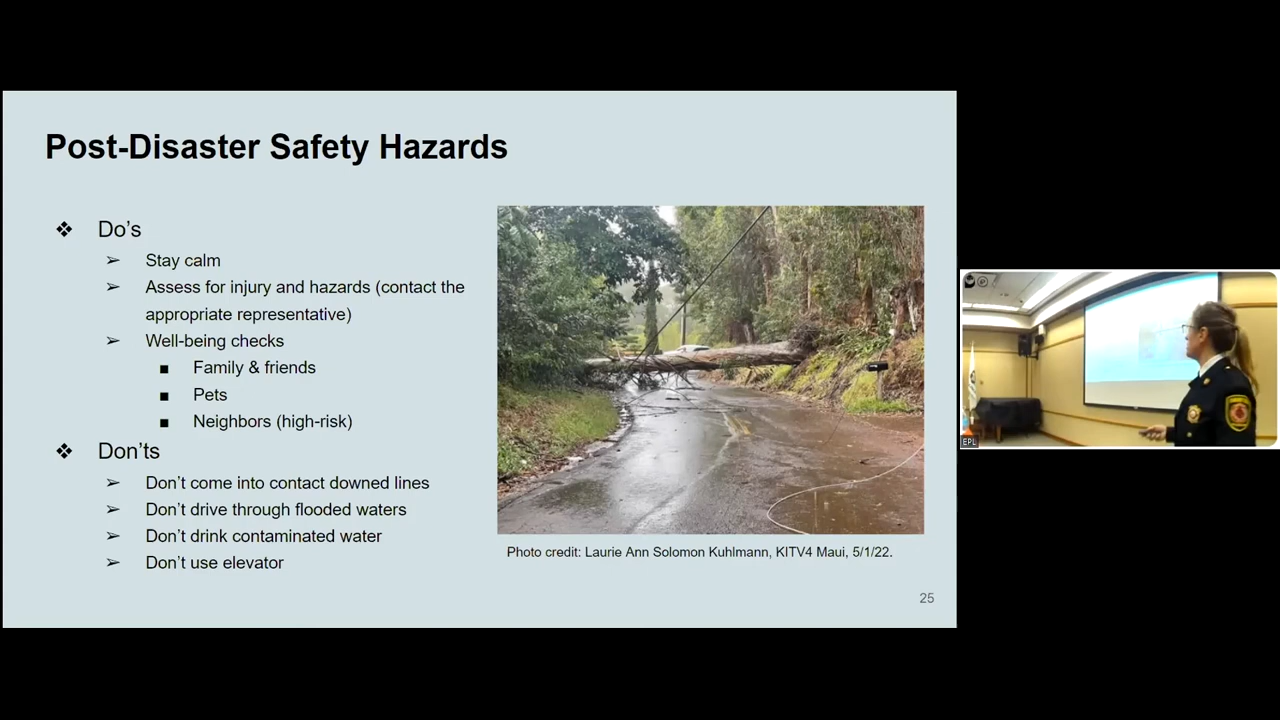 Post-Disaster Safety Hazards
❖ Do’s
➢ Stay calm
➢ Assess for injury and hazards (contact the
appropriate representative)
➢ Well-being checks
■ Family & friends
■ Pets
■ Neighbors (high-risk)
❖ Don’ts
➢ Don’t come into contact downed lines
➢ Don’t drive through flooded waters
➢ Don’t drink contaminated water
➢ Don’t use elevator
Photo credit: Laurie Ann Solomon Kuhlmann, KITV4 Maui, 5/1/22.
25
EPL